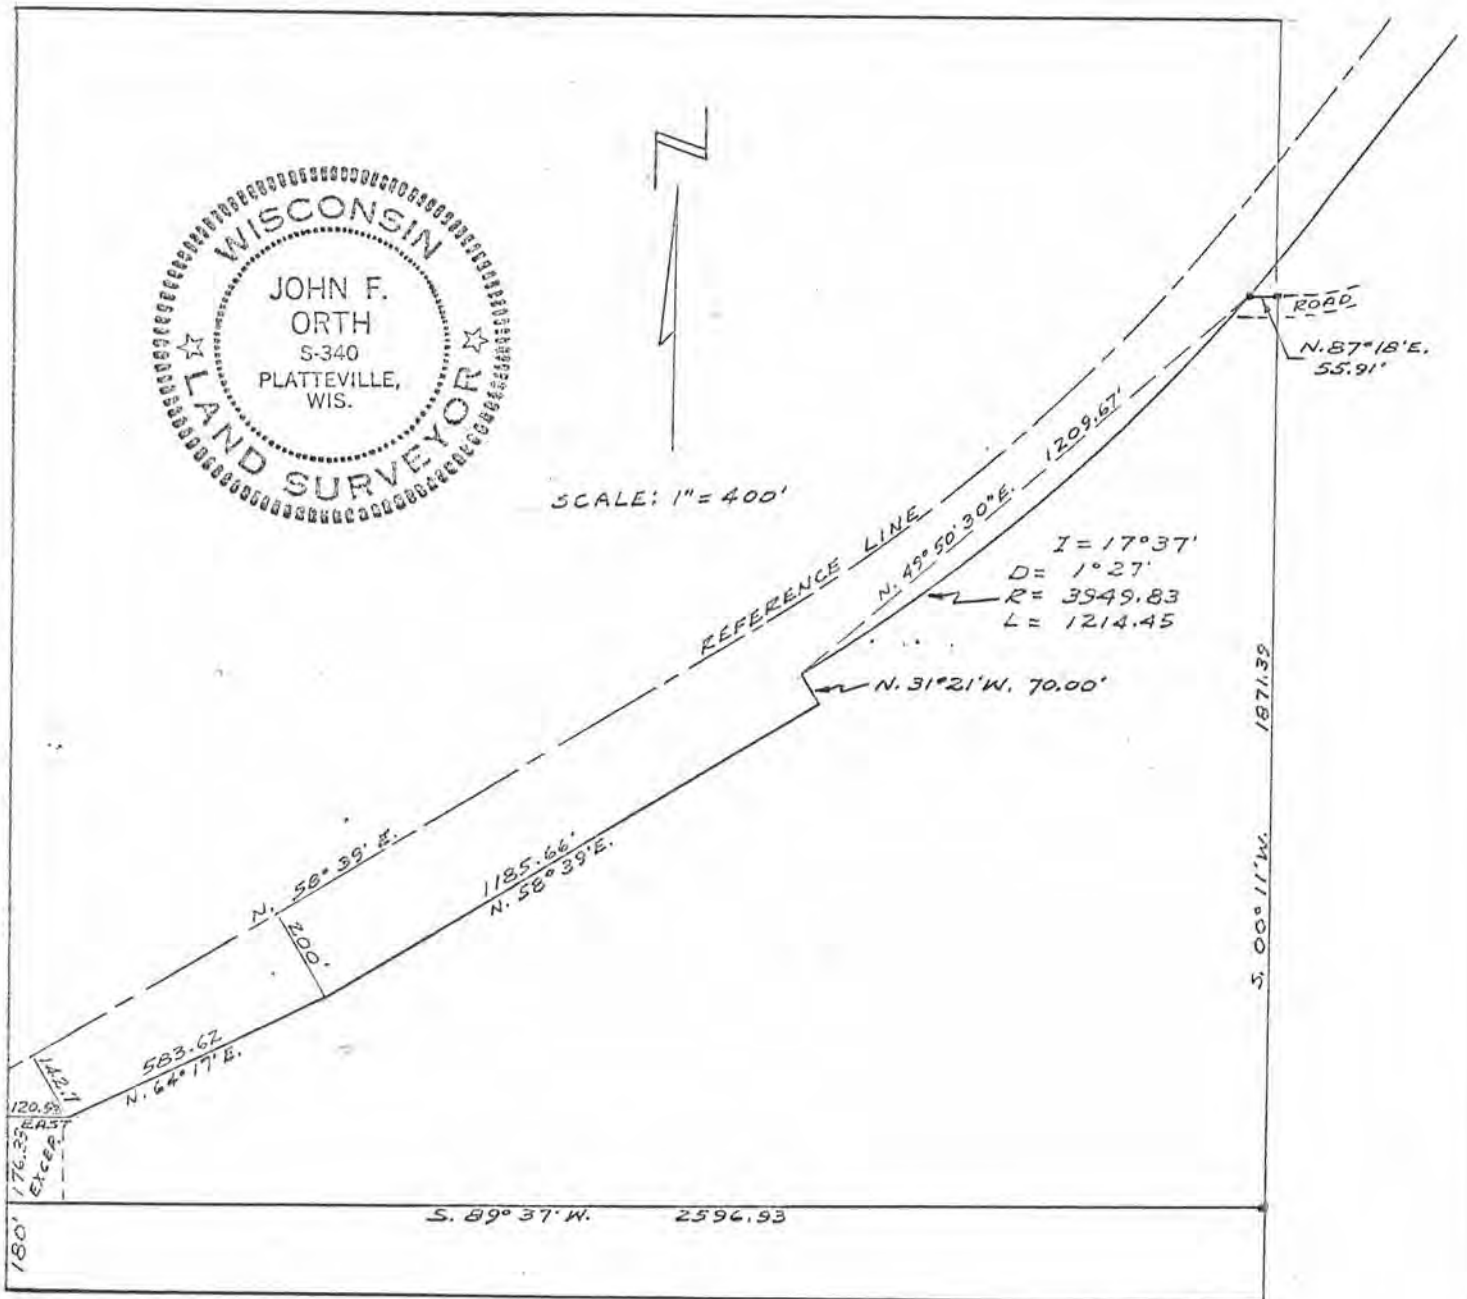 WISCONSIN
JOHN F.
ORTH
S-340
PLATTEVILLE,
WIS.
LAND SURVEYOR
N
SCALE: 1" = 400'
ROAD
N. 87° 18' E.
55.91'
1209.67'
N. 49° 50' 30" E.
REFERENCE LINE
I = 17° 37'
D = 1° 27'
R = 3949.83
L = 1214.45
N. 31° 21' W. 70.00'
1871.39
S. 00° 11' W.
N. 58° 39' E.
1185.66'
N. 58° 39' E.
200'
583.62
N. 64° 17' E.
142.7
120.58
EAST
176.39
EXCEP.
S. 89° 37' W. 2596.93
180'